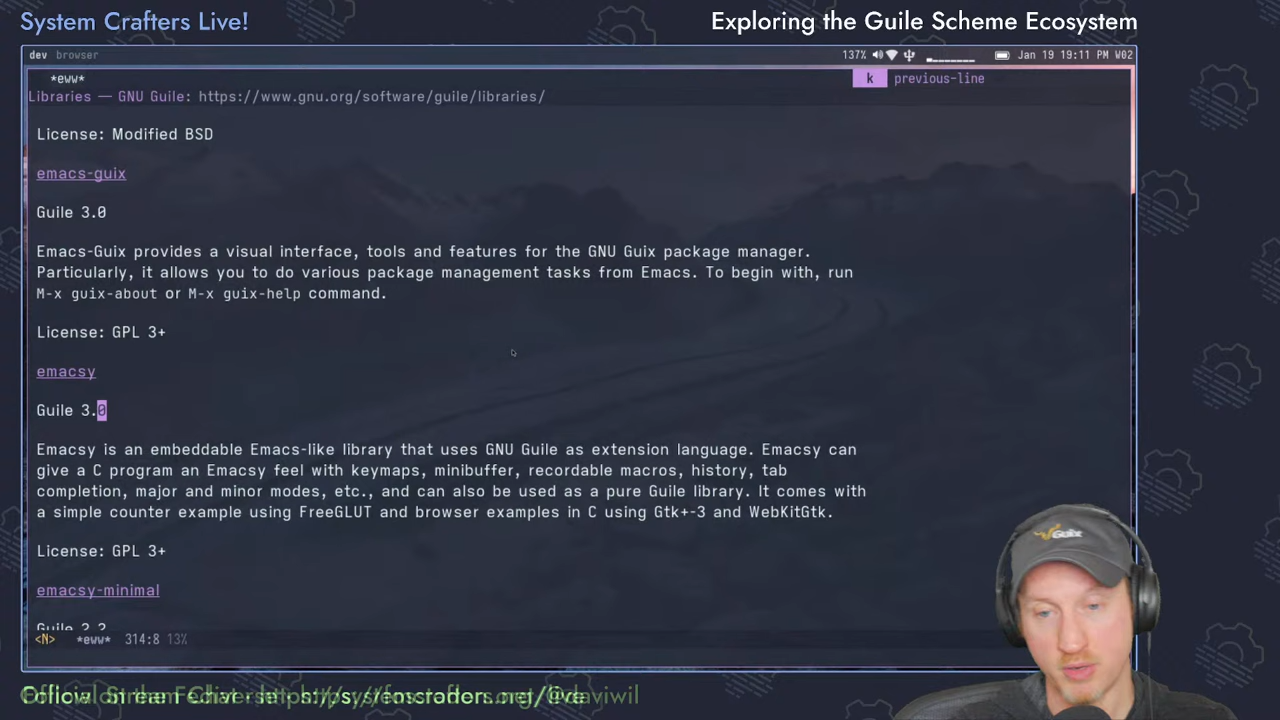 System Crafters Live!
Exploring the Guile Scheme Ecosystem
dev browser
137% Jan 19 19:11 PM W02
*eww*
k previous-line
Libraries — GNU Guile: https://www.gnu.org/software/guile/libraries/
License: Modified BSD
emacs-guix
Guile 3.0
Emacs-Guix provides a visual interface, tools and features for the GNU Guix package manager.
Particularly, it allows you to do various package management tasks from Emacs. To begin with, run
M-x guix-about or M-x guix-help command.
License: GPL 3+
emacsy
Guile 3.0
Emacsy is an embeddable Emacs-like library that uses GNU Guile as extension language. Emacsy can
give a C program an Emacsy feel with keymaps, minibuffer, recordable macros, history, tab
completion, major and minor modes, etc., and can also be used as a pure Guile library. It comes with
a simple counter example using FreeGLUT and browser examples in C using Gtk+-3 and WebKitGtk.
License: GPL 3+
emacsy-minimal
Guile 2.2
<N> *eww* 314:8 13%
Guix